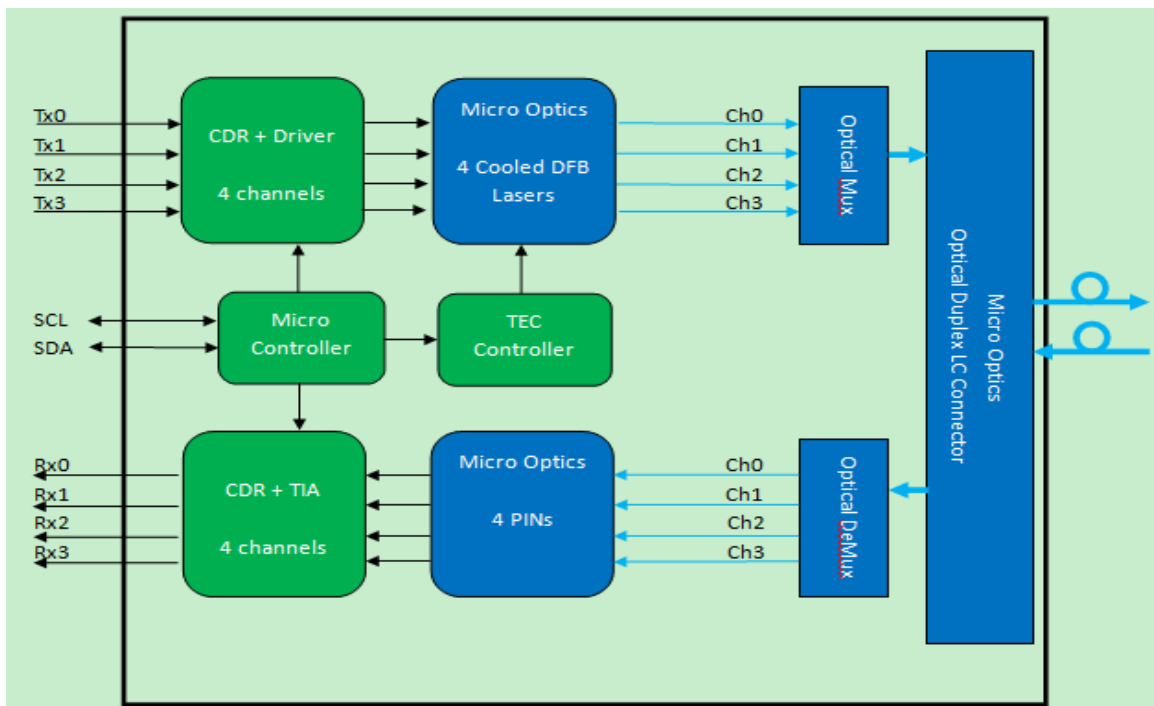 Tx0
Tx1
Tx2
Tx3
CDR + Driver
4 channels
Micro Optics
4 Cooled DFB
Lasers
Ch0
Ch1
Ch2
Ch3
Optical Mux
SCL
SDA
Micro
Controller
TEC
Controller
Micro Optics
Optical Duplex LC Connector
Rx0
Rx1
Rx2
Rx3
CDR + TIA
4 channels
Micro Optics
4 PINs
Ch0
Ch1
Ch2
Ch3
Optical DeMux